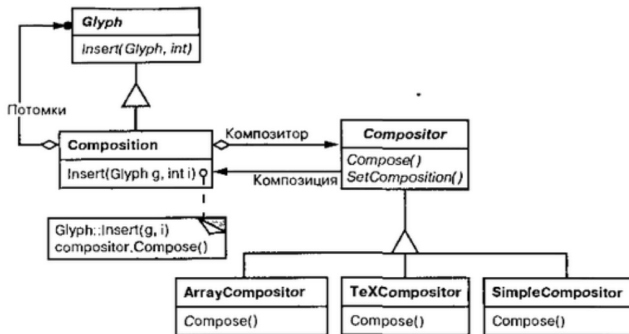 Glyph
Insert(Glyph, int)
Потомки
Composition
Insert(Glyph g, int i)
Композитор
Композиция
Compositor
Compose()
SetComposition()
Glyph::Insert(g, i)
compositor.Compose()
ArrayCompositor
Compose()
TeXCompositor
Compose()
SimpleCompositor
Compose()